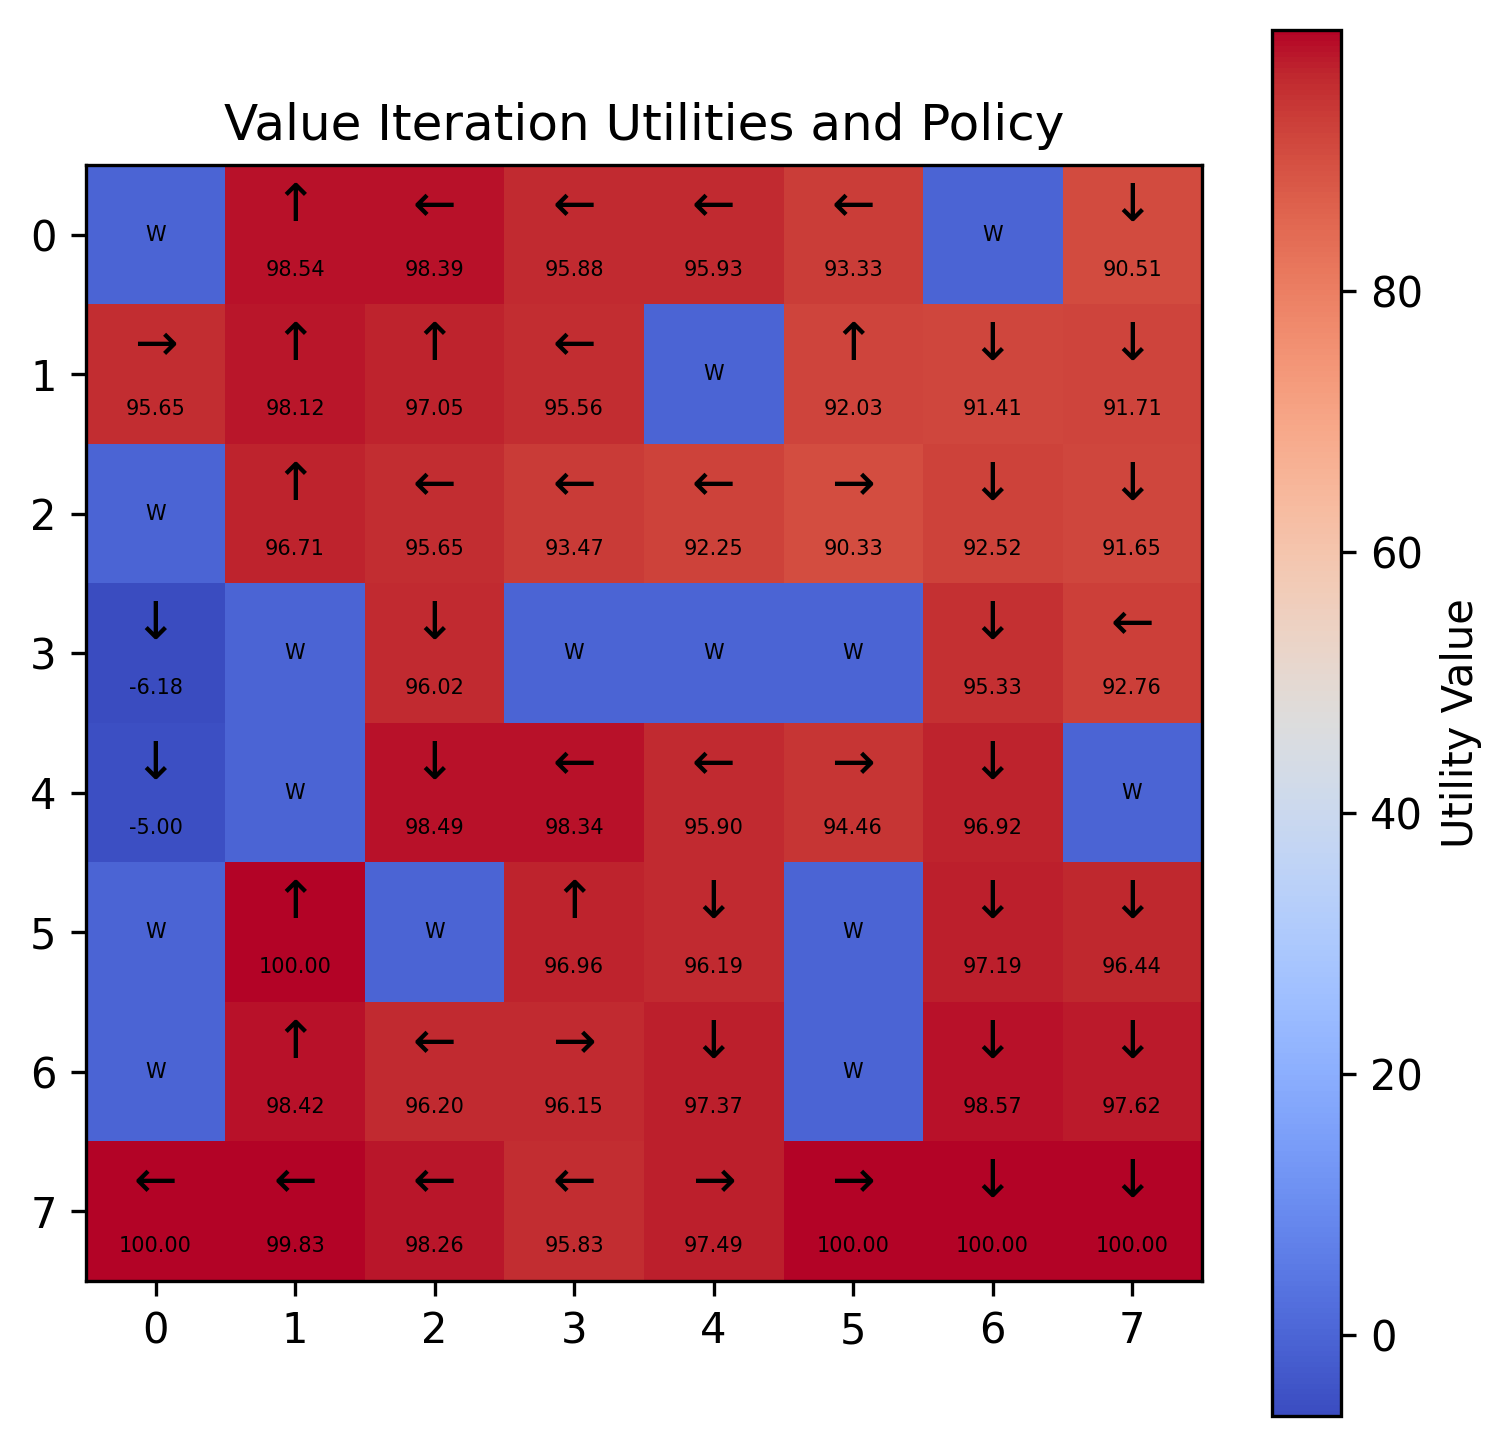 Value Iteration Utilities and Policy
0 W ↑ ← ← ← ← W ↓
98.54 98.39 95.88 95.93 93.33 90.51
1 → ↑ ↑ ← W ↑ ↓ ↓
95.65 98.12 97.05 95.56 92.03 91.41 91.71
2 W ↑ ← ← ← → ↓ ↓
96.71 95.65 93.47 92.25 90.33 92.52 91.65
3 ↓ W ↓ W W W ↓ ←
-6.18 96.02 95.33 92.76
4 ↓ W ↓ ← ← → ↓ W
-5.00 98.49 98.34 95.90 94.46 96.92
5 W ↑ W ↑ ↓ W ↓ ↓
100.00 96.96 96.19 97.19 96.44
6 W ↑ ← → ↓ W ↓ ↓
98.42 96.20 96.15 97.37 98.57 97.62
7 ← ← ← ← → → ↓ ↓
100.00 99.83 98.26 95.83 97.49 100.00 100.00 100.00
0 1 2 3 4 5 6 7
80
60
40
20
0
Utility Value